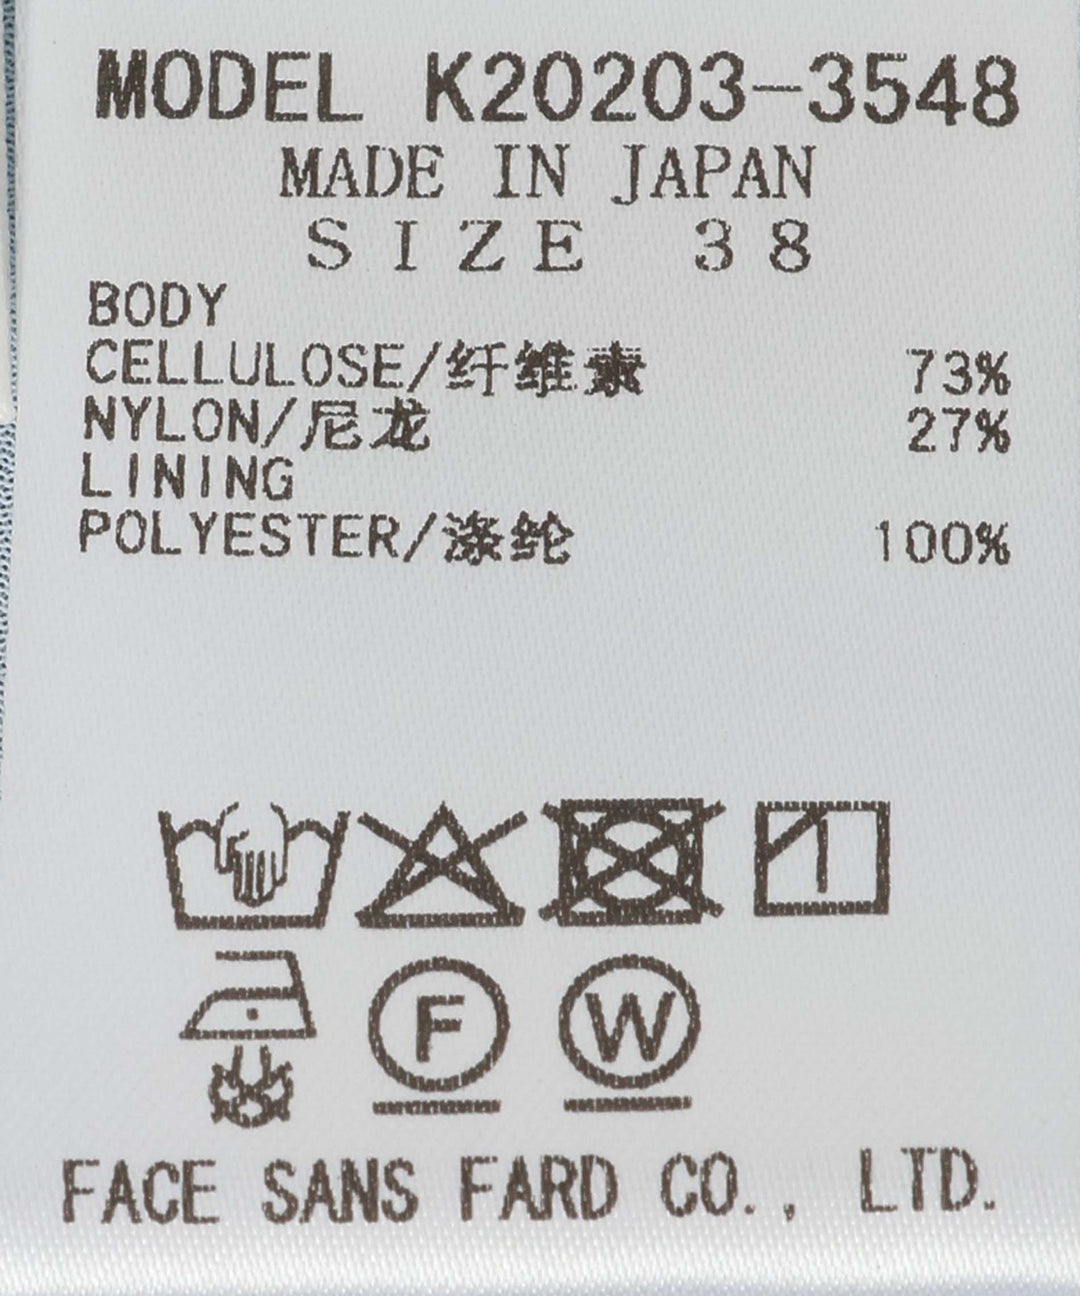 MODEL K20203-3548
MADE IN JAPAN
SIZE 38
BODY
CELLULOSE/纤维素 73%
NYLON/尼龙 27%
LINING
POLYESTER/涤纶 100%
F W
FACE SANS FARD CO., LTD.